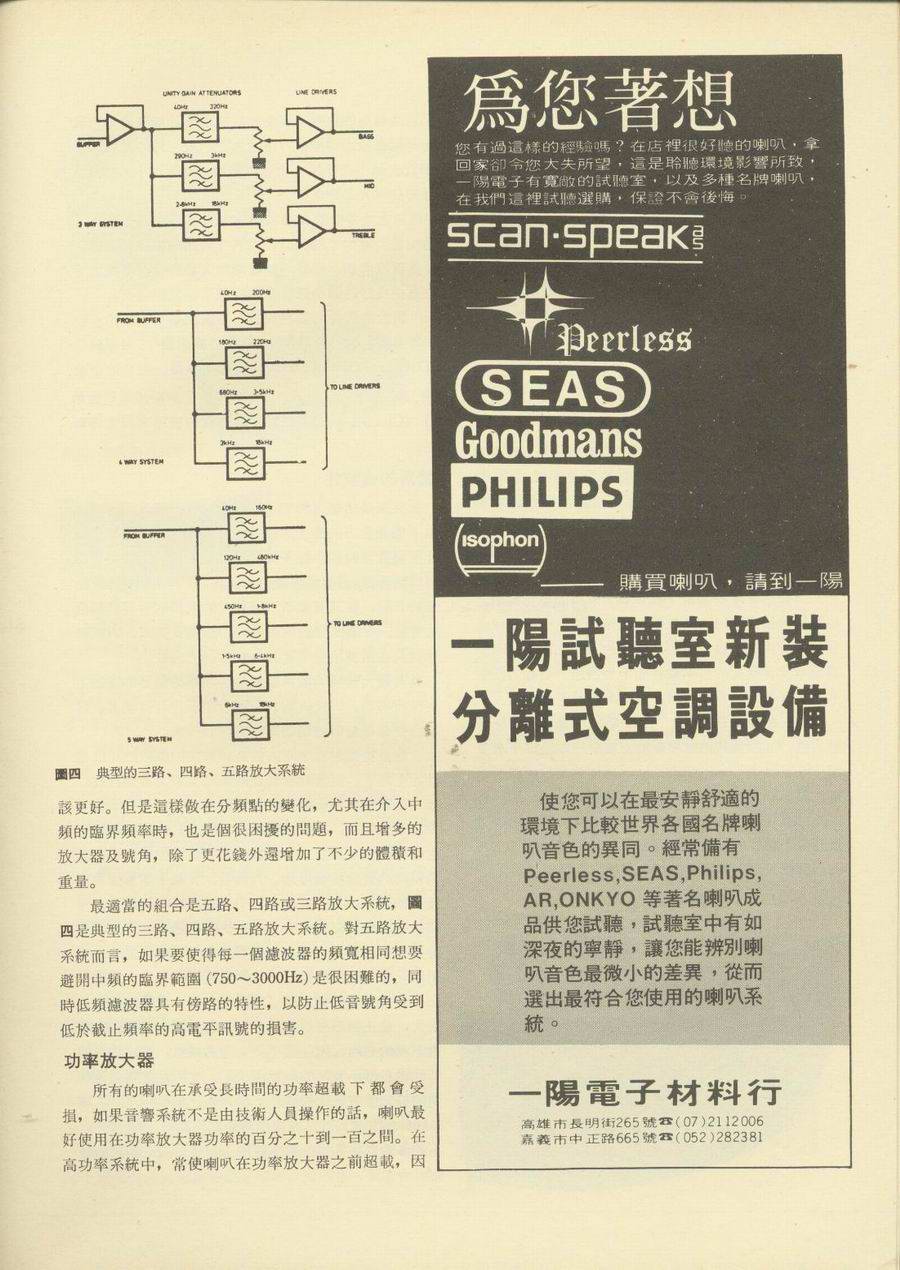 UNITY GAIN ATTENUATORS
LINE DRIVERS
40Hz 320Hz
BUFFER
BASS
290Hz 3kHz
MID
2·8kHz 18kHz
3 WAY SYSTEM
TREBLE
40Hz 200Hz
FROM BUFFER
180Hz 220Hz
TO LINE DRIVERS
680Hz 3·5kHz
3kHz 18kHz
4 WAY SYSTEM
40Hz 160Hz
FROM BUFFER
120Hz 480Hz
450Hz 1·8kHz
TO LINE DRIVERS
1·5kHz 6·4kHz
6kHz 18kHz
5 WAY SYSTEM
圖四 典型的三路、四路、五路放大系統
該更好。但是這樣做在分頻點的變化，尤其在介入中
頻的臨界頻率時，也是個很困擾的問題，而且增多的
放大器及號角，除了更花錢外還增加了不少的體積和
重量。
最適當的組合是五路、四路或三路放大系統，圖
四是典型的三路、四路、五路放大系統。對五路放大
系統而言，如果要使得每一個濾波器的頻寬相同想要
避開中頻的臨界範圍(750～3000Hz)是很困難的，同
時低頻濾波器具有傍路的特性，以防止低音號角受到
低於截止頻率的高電平訊號的損害。
功率放大器
所有的喇叭在承受長時間的功率超載下都會受
損，如果音響系統不是由技術人員操作的話，喇叭最
好使用在功率放大器功率的百分之十到一百之間。在
高功率系統中，常使喇叭在功率放大器之前超載，因
爲您著想
您有過這樣的經驗嗎？在店裡很好聽的喇叭，拿
回家卻令您大失所望，這是聆聽環境影響所致，
一陽電子有寬敞的試聽室，以及多種名牌喇叭，
在我們這裡試聽選購，保證不會後悔。
scan·speak
Peerless
SEAS
Goodmans
PHILIPS
isophon
購買喇叭，請到一陽
一陽試聽室新裝
分離式空調設備
使您可以在最安靜舒適的
環境下比較世界各國名牌喇
叭音色的異同。經常備有
Peerless,SEAS,Philips,
AR,ONKYO 等著名喇叭成
品供您試聽，試聽室中有如
深夜的寧靜，讓您能辨別喇
叭音色最微小的差異，從而
選出最符合您使用的喇叭系
統。
一陽電子材料行
高雄市長明街265號☎(07)2112006
嘉義市中正路665號☎(052)282381